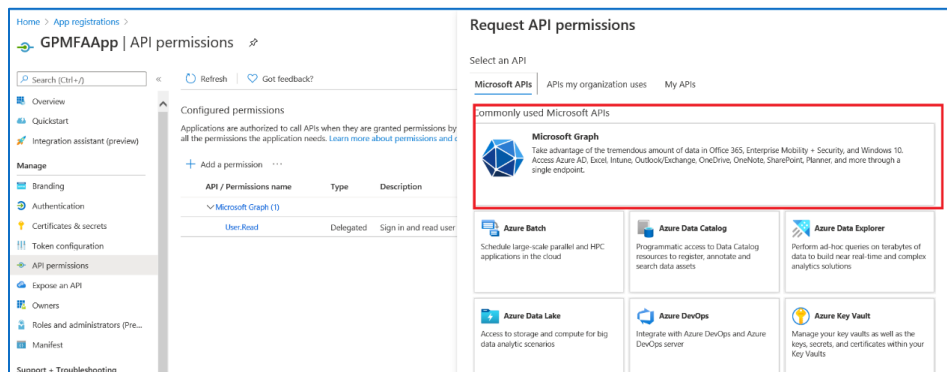 Home > App registrations >
GPMFAApp | API permissions
Search (Ctrl+/)
«
Overview
Quickstart
Integration assistant (preview)
Manage
Branding
Authentication
Certificates & secrets
Token configuration
API permissions
Expose an API
Owners
Roles and administrators (Pre...
Manifest
Support + Troubleshooting
Refresh
Got feedback?
Configured permissions
Applications are authorized to call APIs when they are granted permissions by
all the permissions the application needs. Learn more about permissions and c
+ Add a permission ...
API / Permissions name Type Description
Microsoft Graph (1)
User.Read Delegated Sign in and read user
Request API permissions
Select an API
Microsoft APIs APIs my organization uses My APIs
Commonly used Microsoft APIs
Microsoft Graph
Take advantage of the tremendous amount of data in Office 365, Enterprise Mobility + Security, and Windows 10.
Access Azure AD, Excel, Intune, Outlook/Exchange, OneDrive, OneNote, SharePoint, Planner, and more through a
single endpoint.
Azure Batch
Schedule large-scale parallel and HPC
applications in the cloud
Azure Data Catalog
Programmatic access to Data Catalog
resources to register, annotate and
search data assets
Azure Data Explorer
Perform ad-hoc queries on terabytes of
data to build near real-time and complex
analytics solutions
Azure Data Lake
Access to storage and compute for big
data analytic scenarios
Azure DevOps
Integrate with Azure DevOps and Azure
DevOps server
Azure Key Vault
Manage your key vaults as well as the
keys, secrets, and certificates within your
Key Vaults